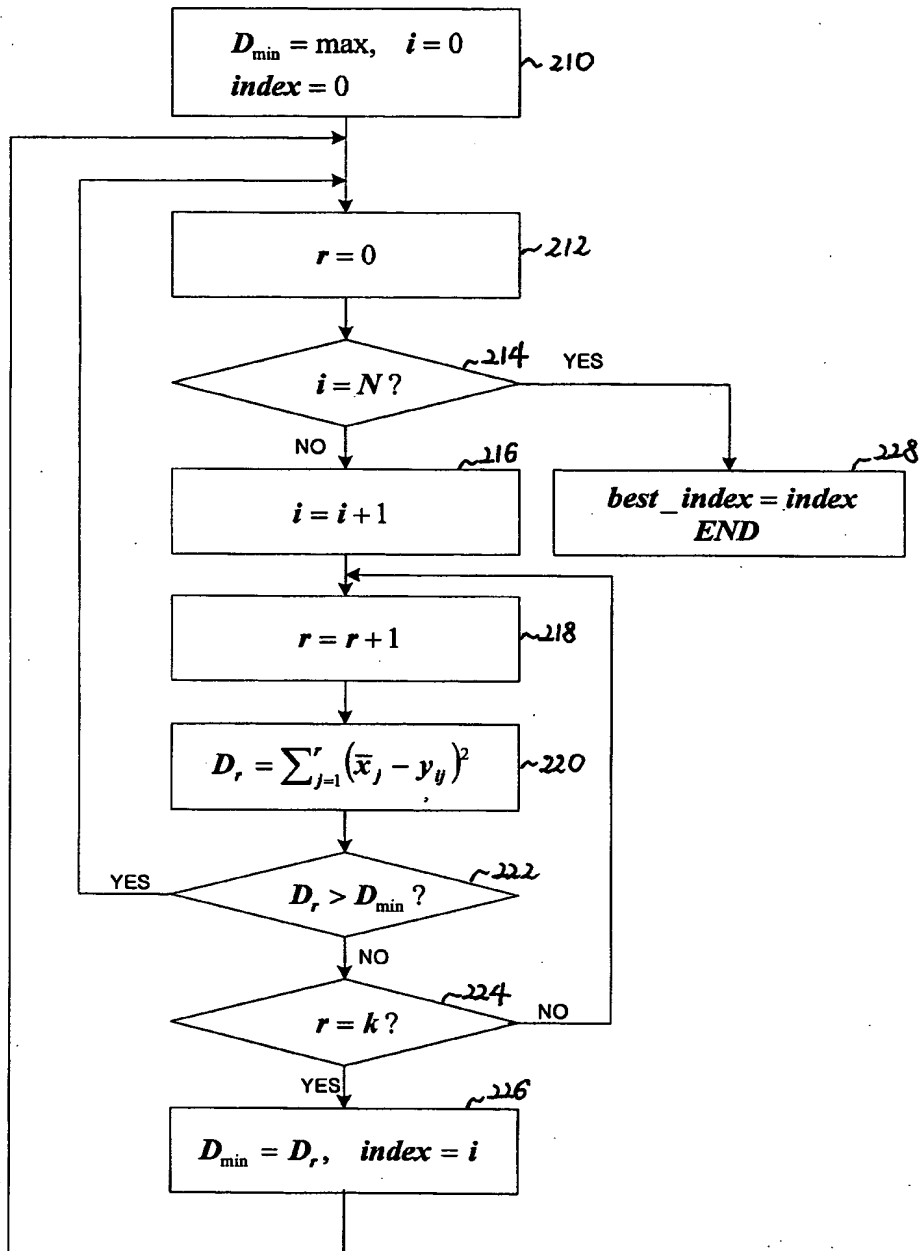 D_min = max, i = 0
index = 0
~210
r = 0
~212
i = N ?
~214
YES
NO
~216
i = i + 1
~228
best_index = index
END
r = r + 1
~218
D_r = ∑_{j=1}^{r} (x̄_j − y_ij)²
~220
YES
~222
D_r > D_min ?
NO
~224
r = k ?
NO
YES
~226
D_min = D_r, index = i